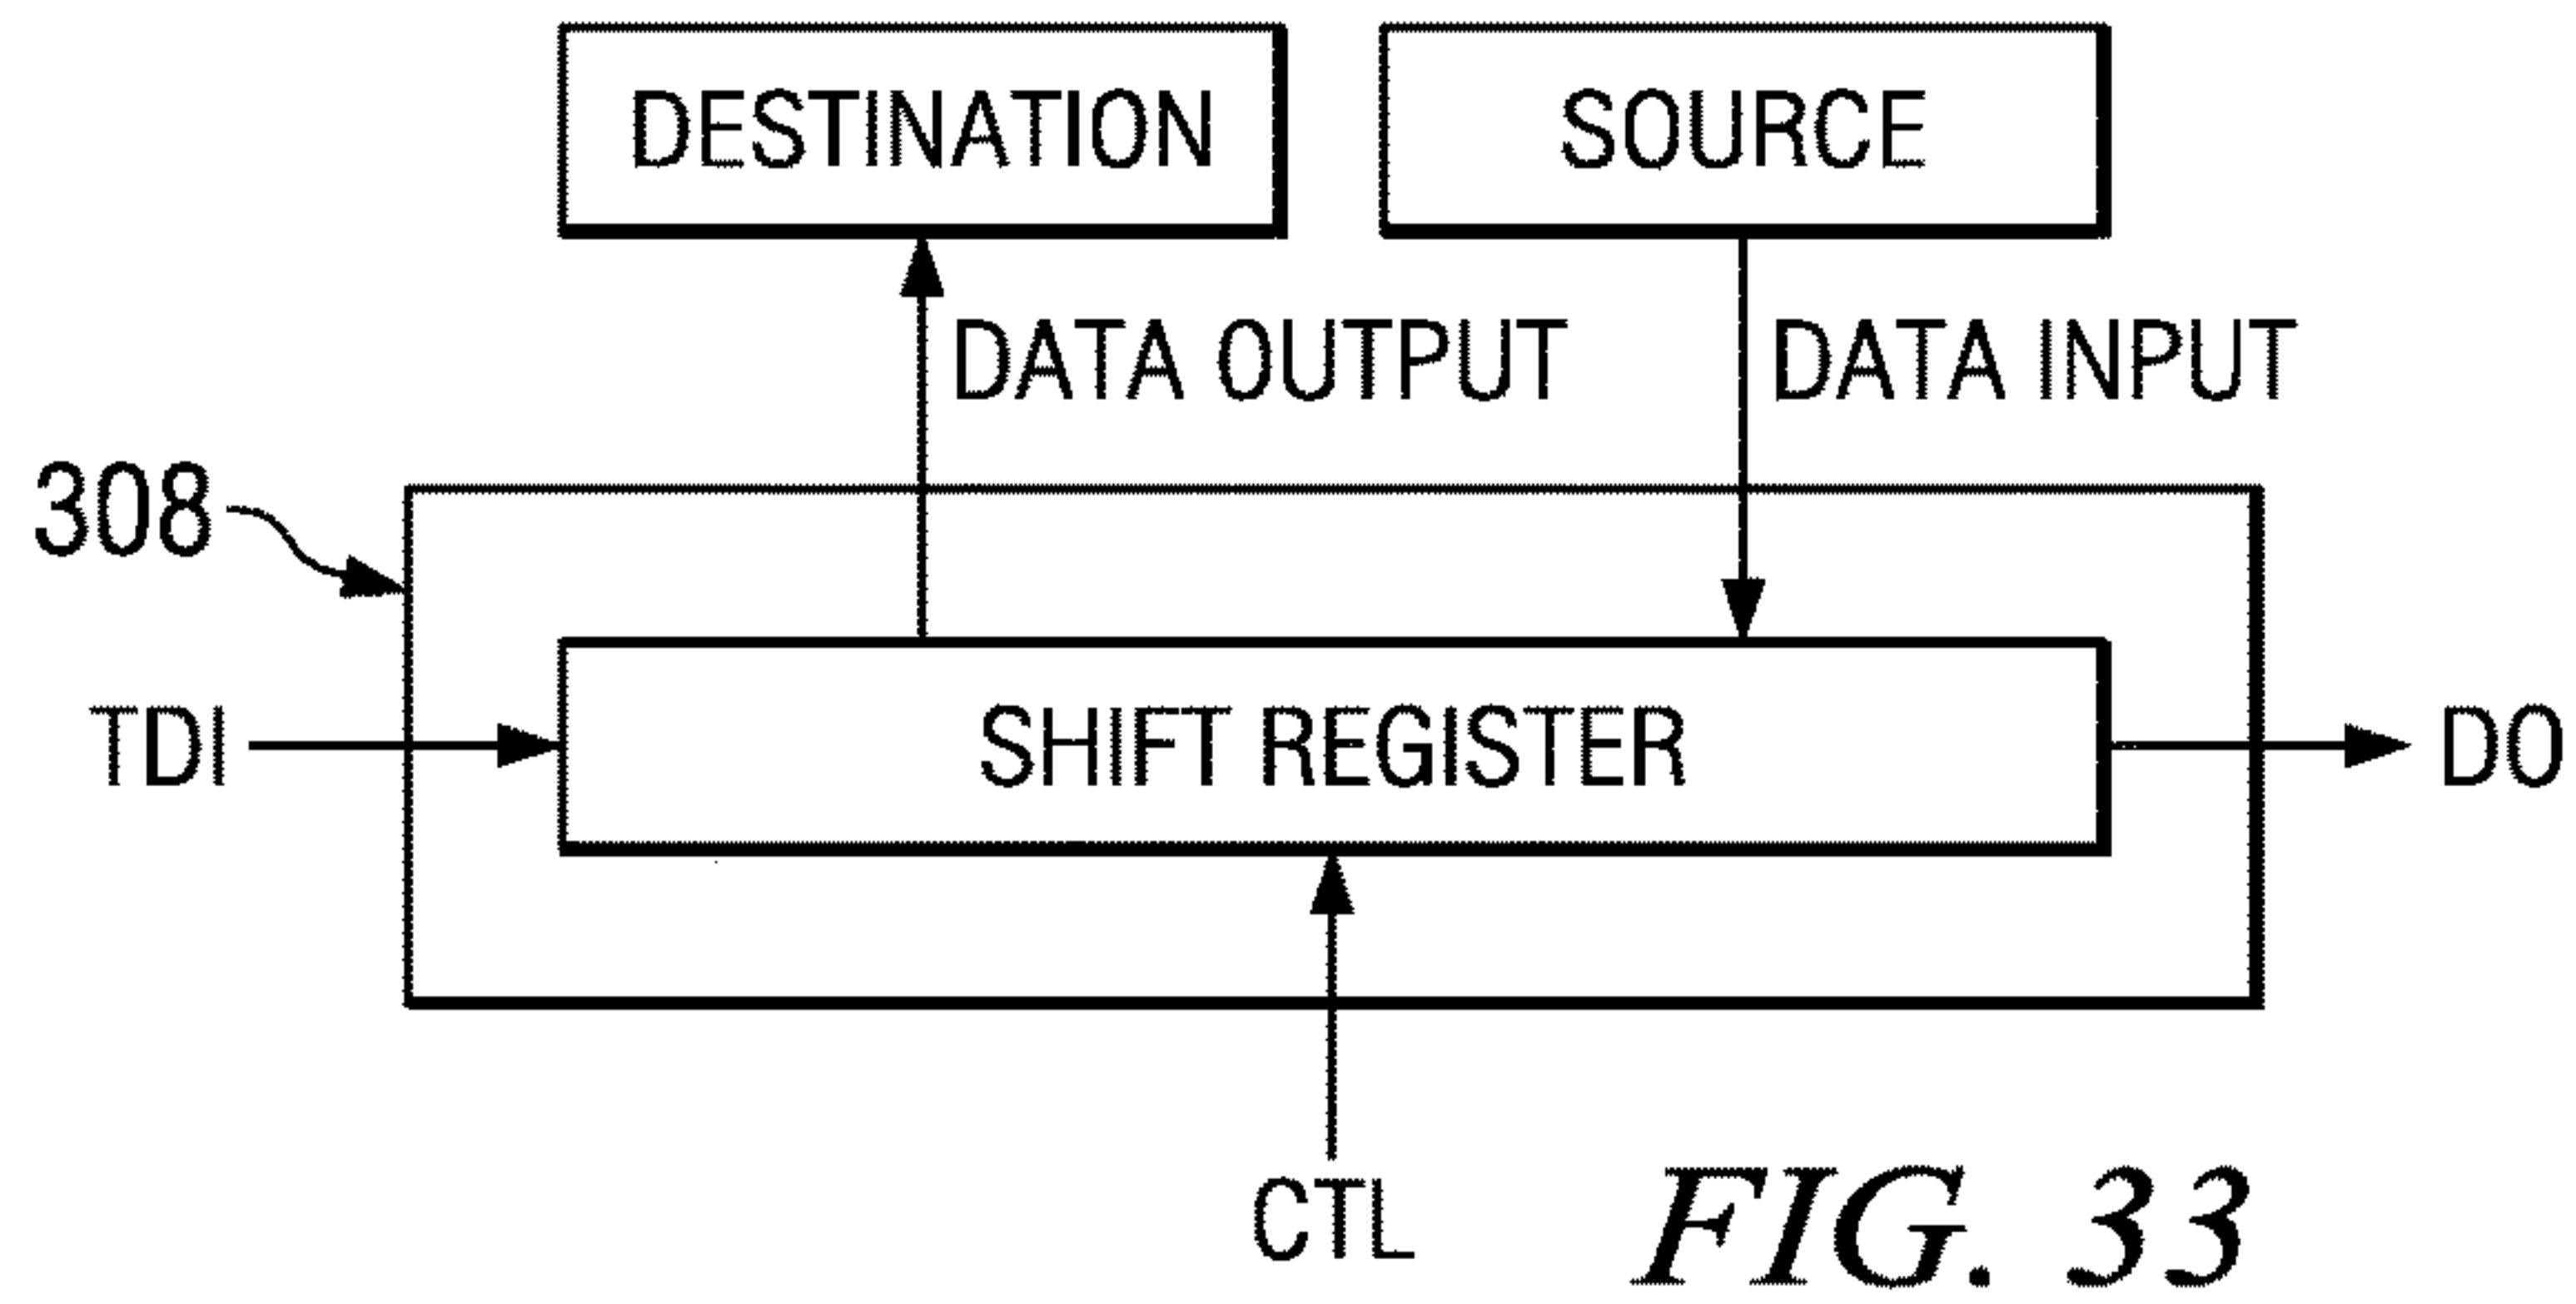 DESTINATION
SOURCE
DATA OUTPUT
DATA INPUT
308
TDI
SHIFT REGISTER
DO
CTL
FIG. 33